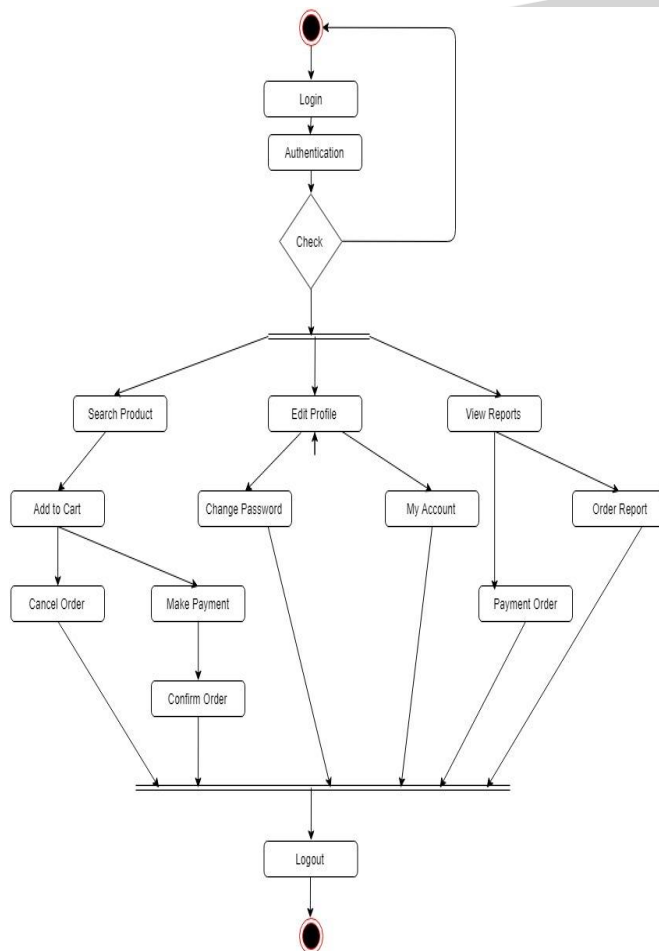 Login
Authentication
Check
Search Product
Edit Profile
View Reports
Add to Cart
Change Password
My Account
Order Report
Cancel Order
Make Payment
Payment Order
Confirm Order
Logout